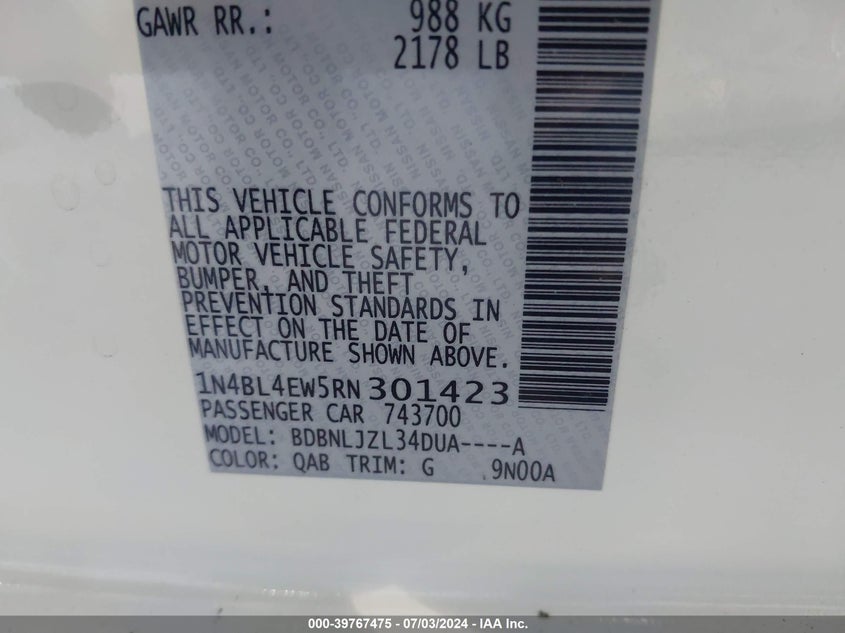 GAWR RR.: 988 KG
2178 LB
THIS VEHICLE CONFORMS TO
ALL APPLICABLE FEDERAL
MOTOR VEHICLE SAFETY,
BUMPER, AND THEFT
PREVENTION STANDARDS IN
EFFECT ON THE DATE OF
MANUFACTURE SHOWN ABOVE.
1N4BL4EW5RN301423
PASSENGER CAR 743700
MODEL: BDBNLJZL34DUA----A
COLOR: QAB TRIM: G 9N00A
000-39767475 - 07/03/2024 - IAA Inc.